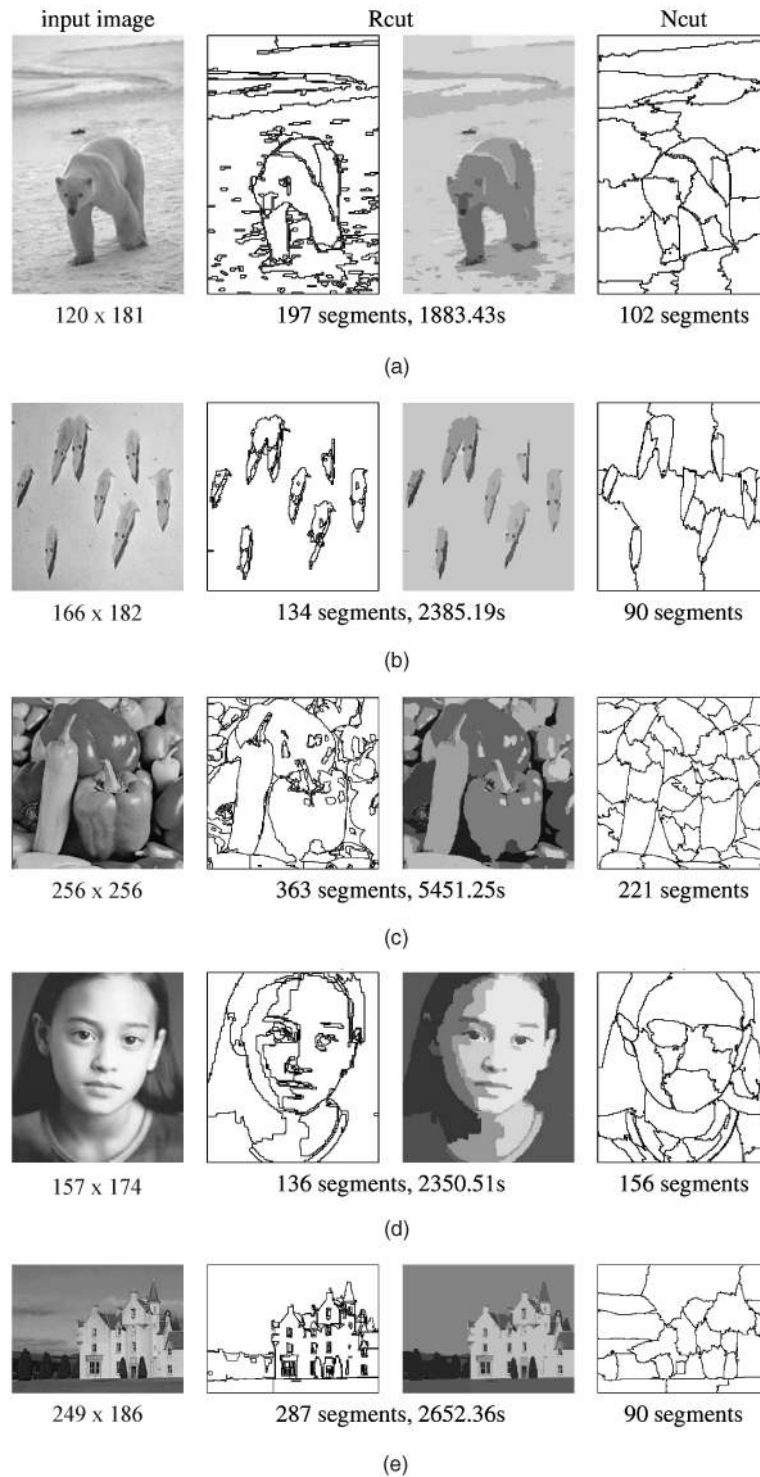 input image Rcut Ncut
120 x 181 197 segments, 1883.43s 102 segments
(a)
166 x 182 134 segments, 2385.19s 90 segments
(b)
256 x 256 363 segments, 5451.25s 221 segments
(c)
157 x 174 136 segments, 2350.51s 156 segments
(d)
249 x 186 287 segments, 2652.36s 90 segments
(e)